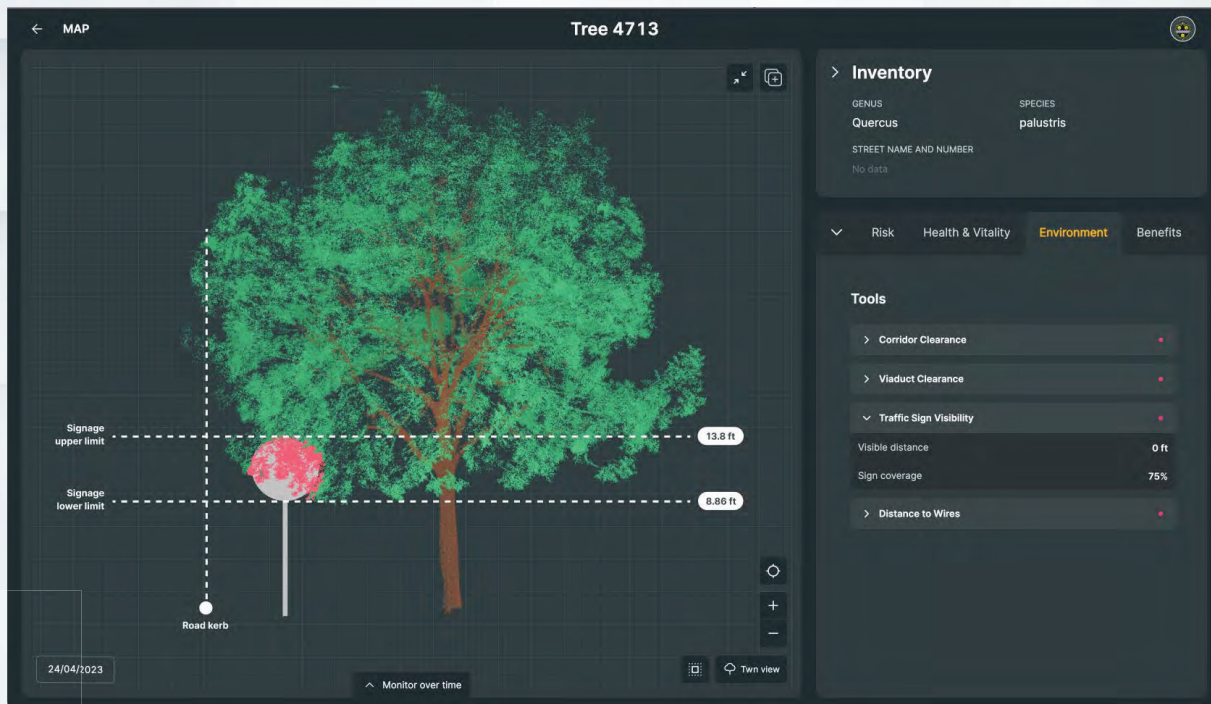 MAP
Tree 4713
Signage
upper limit
13.8 ft
Signage
lower limit
8.86 ft
Road kerb
24/04/2023
Monitor over time
Twn view
Inventory
GENUS
SPECIES
Quercus
palustris
STREET NAME AND NUMBER
No data
Risk
Health & Vitality
Environment
Benefits
Tools
Corridor Clearance
Viaduct Clearance
Traffic Sign Visibility
Visible distance
0 ft
Sign coverage
75%
Distance to Wires